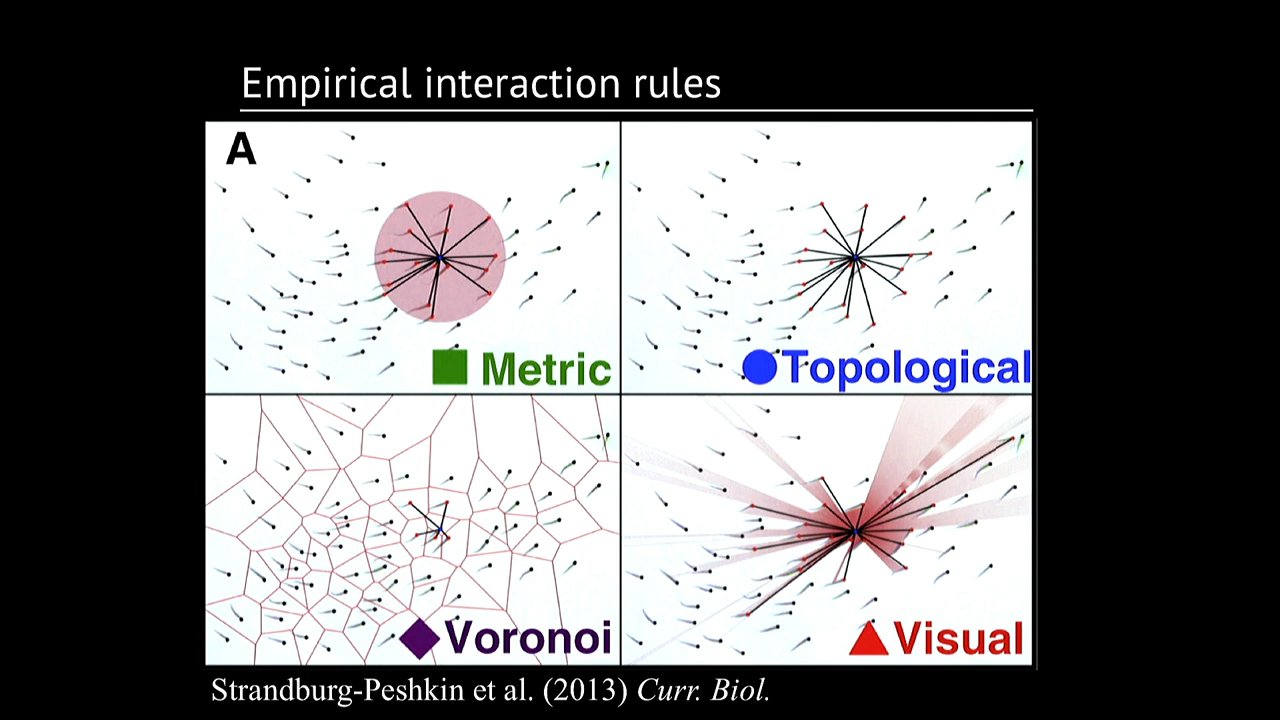 Empirical interaction rules
A
Metric
Topological
Voronoi
Visual
Strandburg-Peshkin et al. (2013) Curr. Biol.